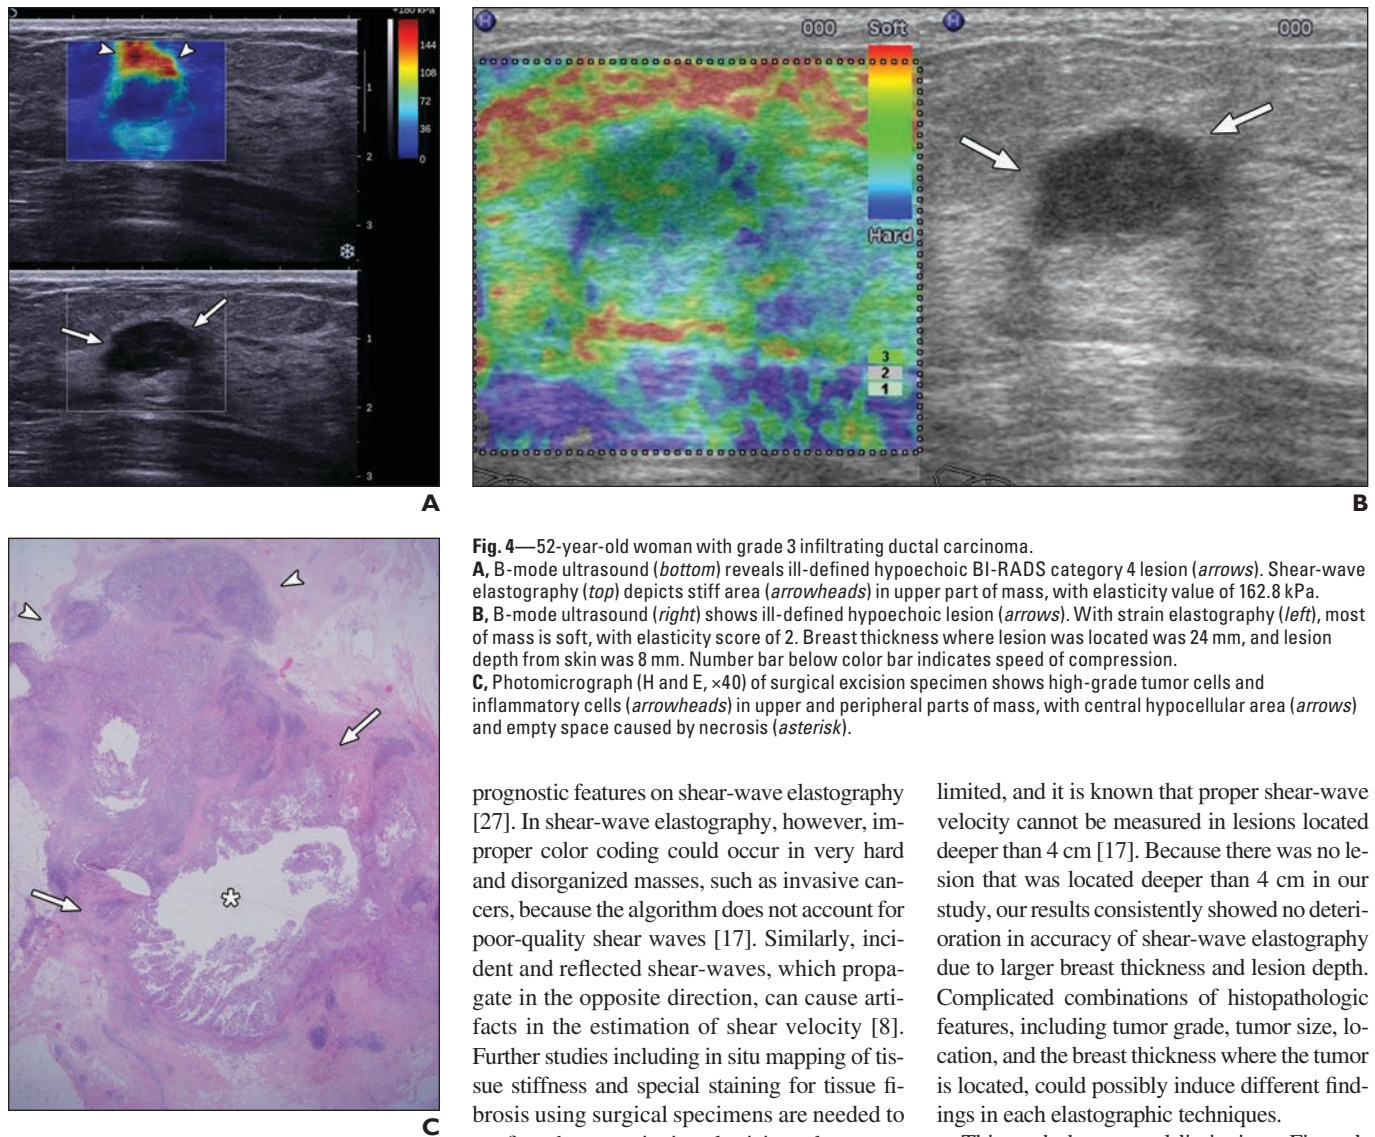 +180 kPa
144
108
72
36
0
1
2
3
1
2
3
A
H
000
Soft
Hard
3
2
1
H
000
B
*
C
Fig. 4—52-year-old woman with grade 3 infiltrating ductal carcinoma.
A, B-mode ultrasound (bottom) reveals ill-defined hypoechoic BI-RADS category 4 lesion (arrows). Shear-wave
elastography (top) depicts stiff area (arrowheads) in upper part of mass, with elasticity value of 162.8 kPa.
B, B-mode ultrasound (right) shows ill-defined hypoechoic lesion (arrows). With strain elastography (left), most
of mass is soft, with elasticity score of 2. Breast thickness where lesion was located was 24 mm, and lesion
depth from skin was 8 mm. Number bar below color bar indicates speed of compression.
C, Photomicrograph (H and E, ×40) of surgical excision specimen shows high-grade tumor cells and
inflammatory cells (arrowheads) in upper and peripheral parts of mass, with central hypocellular area (arrows)
and empty space caused by necrosis (asterisk).
prognostic features on shear-wave elastography
[27]. In shear-wave elastography, however, im-
proper color coding could occur in very hard
and disorganized masses, such as invasive can-
cers, because the algorithm does not account for
poor-quality shear waves [17]. Similarly, inci-
dent and reflected shear-waves, which propa-
gate in the opposite direction, can cause arti-
facts in the estimation of shear velocity [8].
Further studies including in situ mapping of tis-
sue stiffness and special staining for tissue fi-
brosis using surgical specimens are needed to
limited, and it is known that proper shear-wave
velocity cannot be measured in lesions located
deeper than 4 cm [17]. Because there was no le-
sion that was located deeper than 4 cm in our
study, our results consistently showed no deteri-
oration in accuracy of shear-wave elastography
due to larger breast thickness and lesion depth.
Complicated combinations of histopathologic
features, including tumor grade, tumor size, lo-
cation, and the breast thickness where the tumor
is located, could possibly induce different find-
ings in each elastographic techniques.